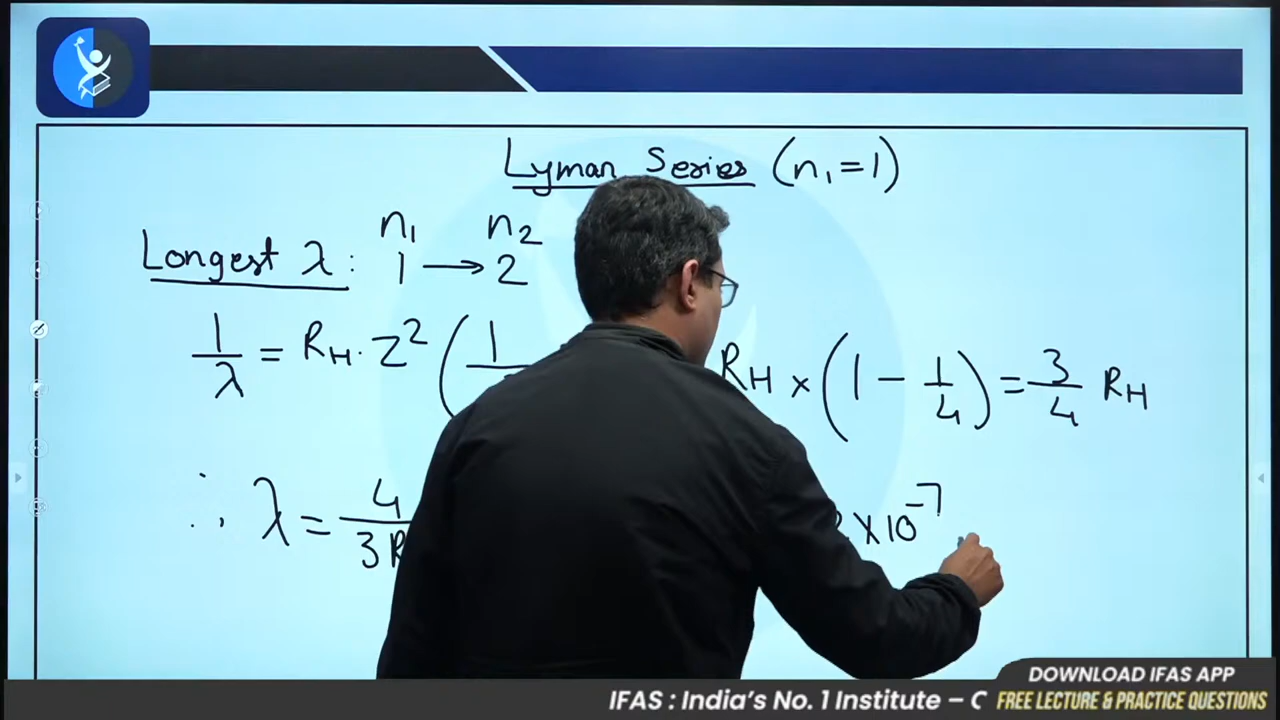 Lyman Series (n₁=1)
n₁ n₂
Longest λ : 1 → 2
1/λ = R_H · Z² ( 1 R_H × (1 − 1/4) = 3/4 R_H
∴ λ = 4/3R ×10⁻⁷
IFAS : India's No. 1 Institute – C
DOWNLOAD IFAS APP
FREE LECTURE & PRACTICE QUESTIONS